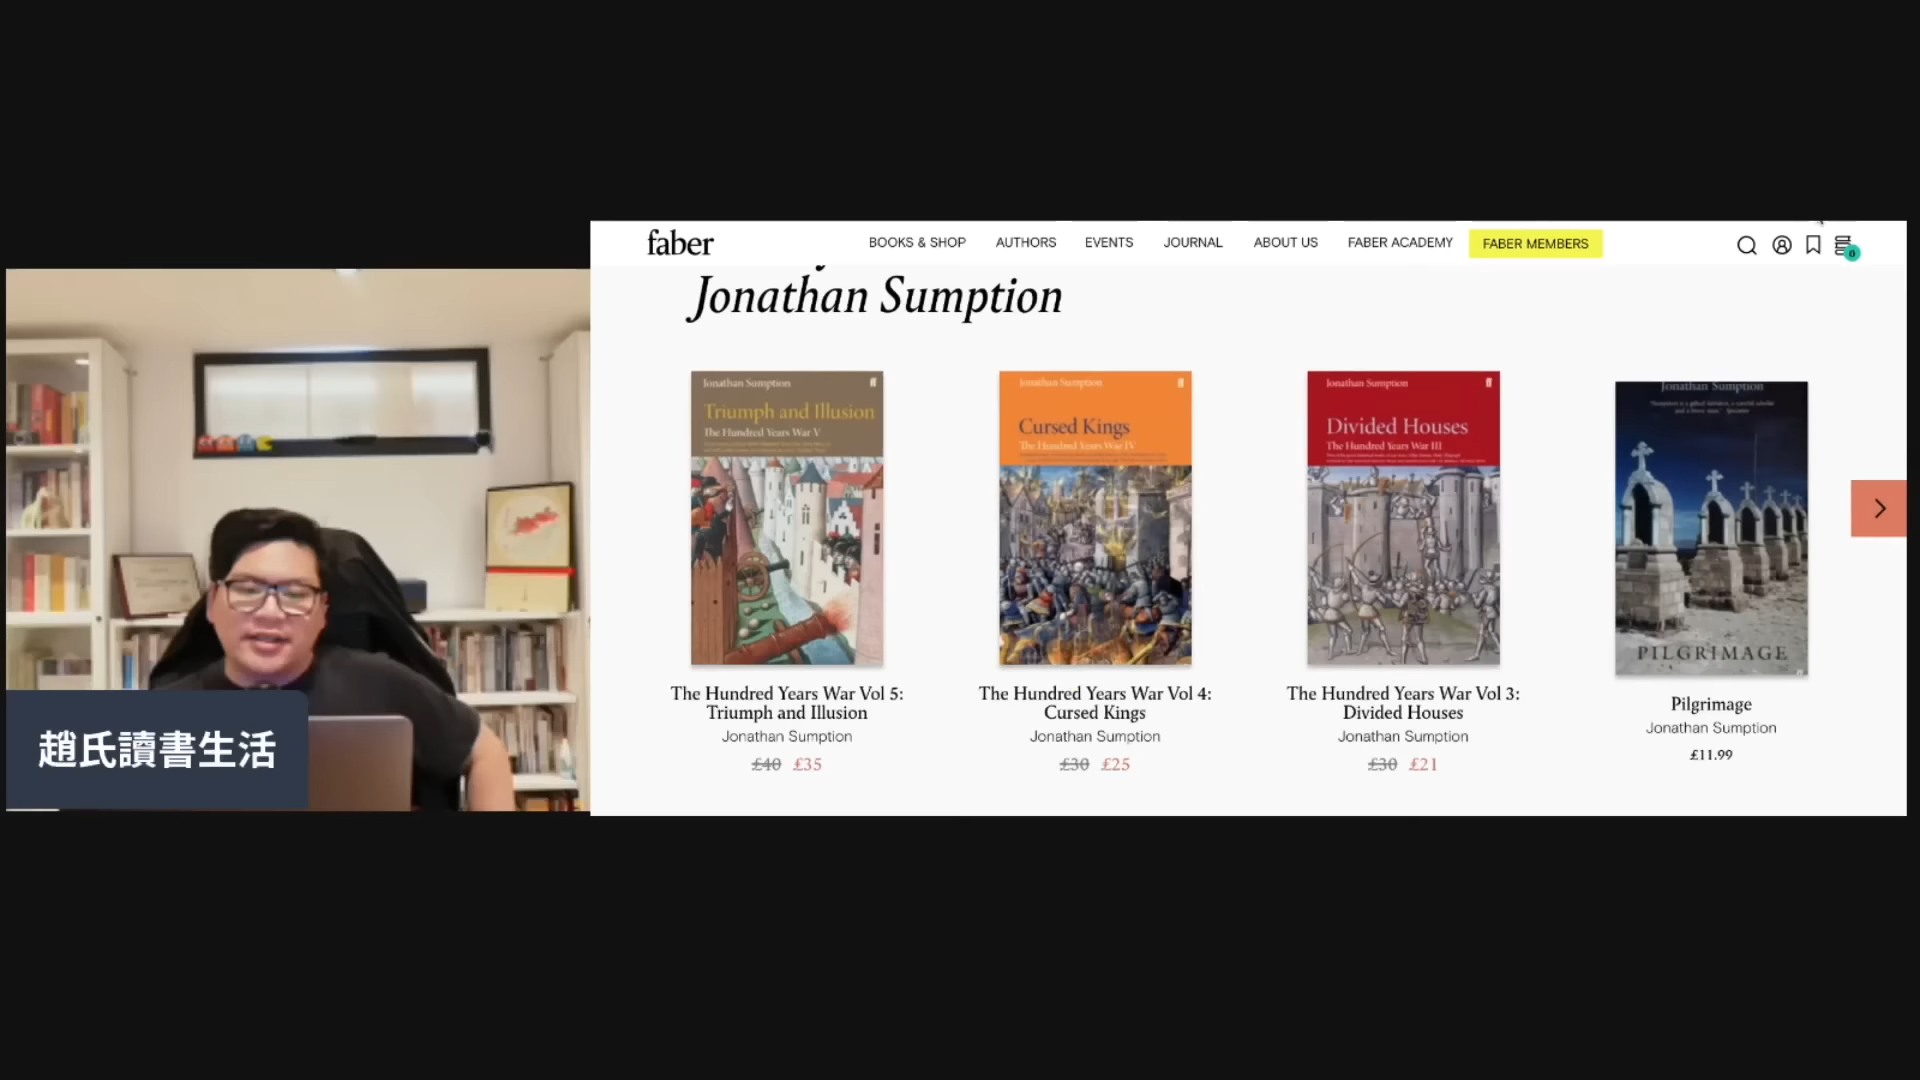 faber
BOOKS & SHOP
AUTHORS
EVENTS
JOURNAL
ABOUT US
FABER ACADEMY
FABER MEMBERS
0
Jonathan Sumption
Jonathan Sumption
Triumph and Illusion
The Hundred Years War V
Jonathan Sumption
Cursed Kings
The Hundred Years War IV
Jonathan Sumption
Divided Houses
The Hundred Years War III
Jonathan Sumption
PILGRIMAGE
The Hundred Years War Vol 5:
Triumph and Illusion
Jonathan Sumption
£40 £35
The Hundred Years War Vol 4:
Cursed Kings
Jonathan Sumption
£30 £25
The Hundred Years War Vol 3:
Divided Houses
Jonathan Sumption
£30 £21
Pilgrimage
Jonathan Sumption
£11.99
趙氏讀書生活